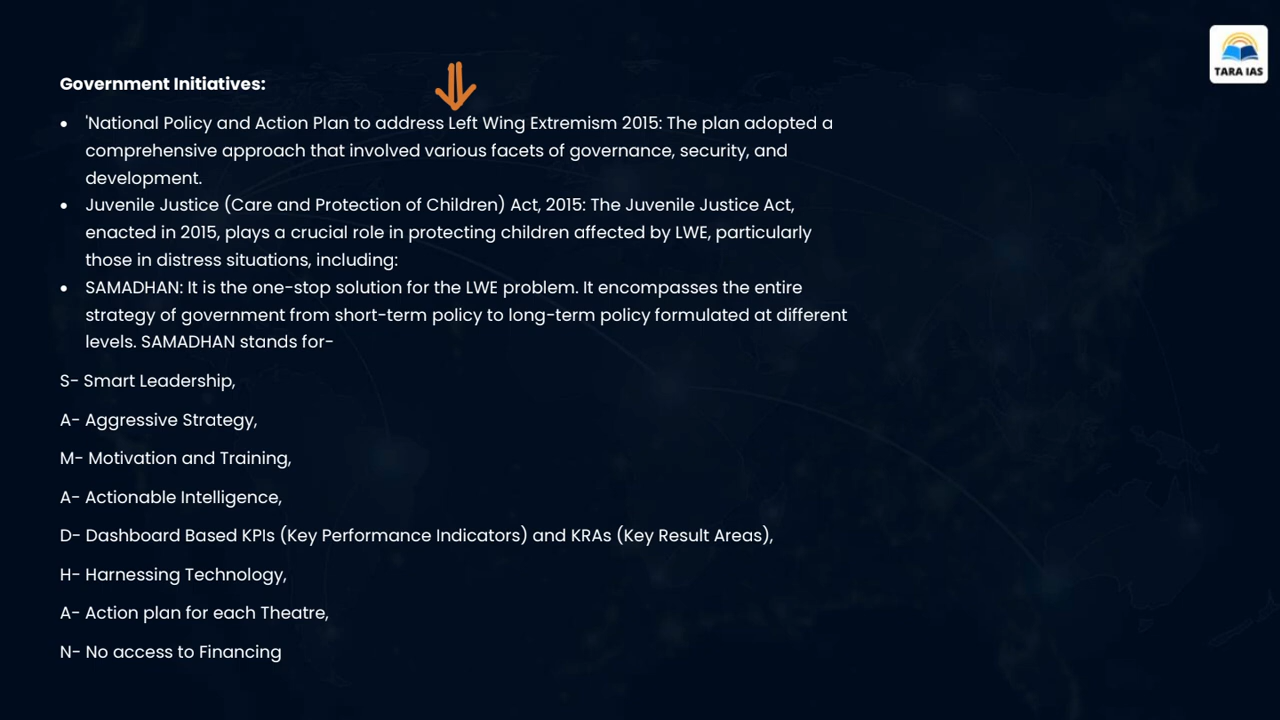 TARA IAS
Government Initiatives:
• 'National Policy and Action Plan to address Left Wing Extremism 2015: The plan adopted a
comprehensive approach that involved various facets of governance, security, and
development.
• Juvenile Justice (Care and Protection of Children) Act, 2015: The Juvenile Justice Act,
enacted in 2015, plays a crucial role in protecting children affected by LWE, particularly
those in distress situations, including:
• SAMADHAN: It is the one-stop solution for the LWE problem. It encompasses the entire
strategy of government from short-term policy to long-term policy formulated at different
levels. SAMADHAN stands for-
S- Smart Leadership,
A- Aggressive Strategy,
M- Motivation and Training,
A- Actionable Intelligence,
D- Dashboard Based KPIs (Key Performance Indicators) and KRAs (Key Result Areas),
H- Harnessing Technology,
A- Action plan for each Theatre,
N- No access to Financing